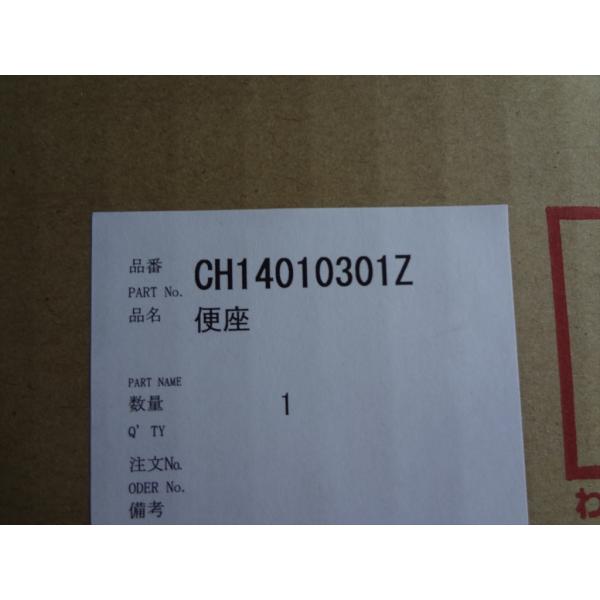 品番 CH14010301Z
PART No.
品名 便座
PART NAME
数量 1
Q'TY
注文No.
ODER No.
備考
わ